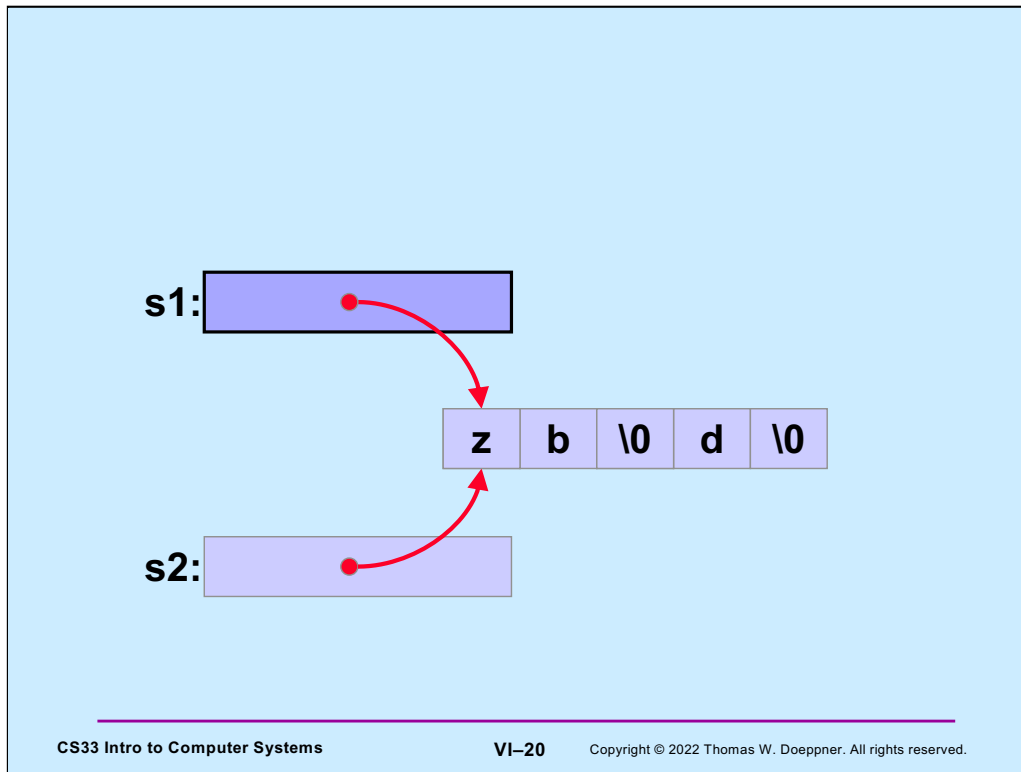 s1:
z b \0 d \0
s2:
CS33 Intro to Computer Systems VI–20 Copyright © 2022 Thomas W. Doeppner. All rights reserved.